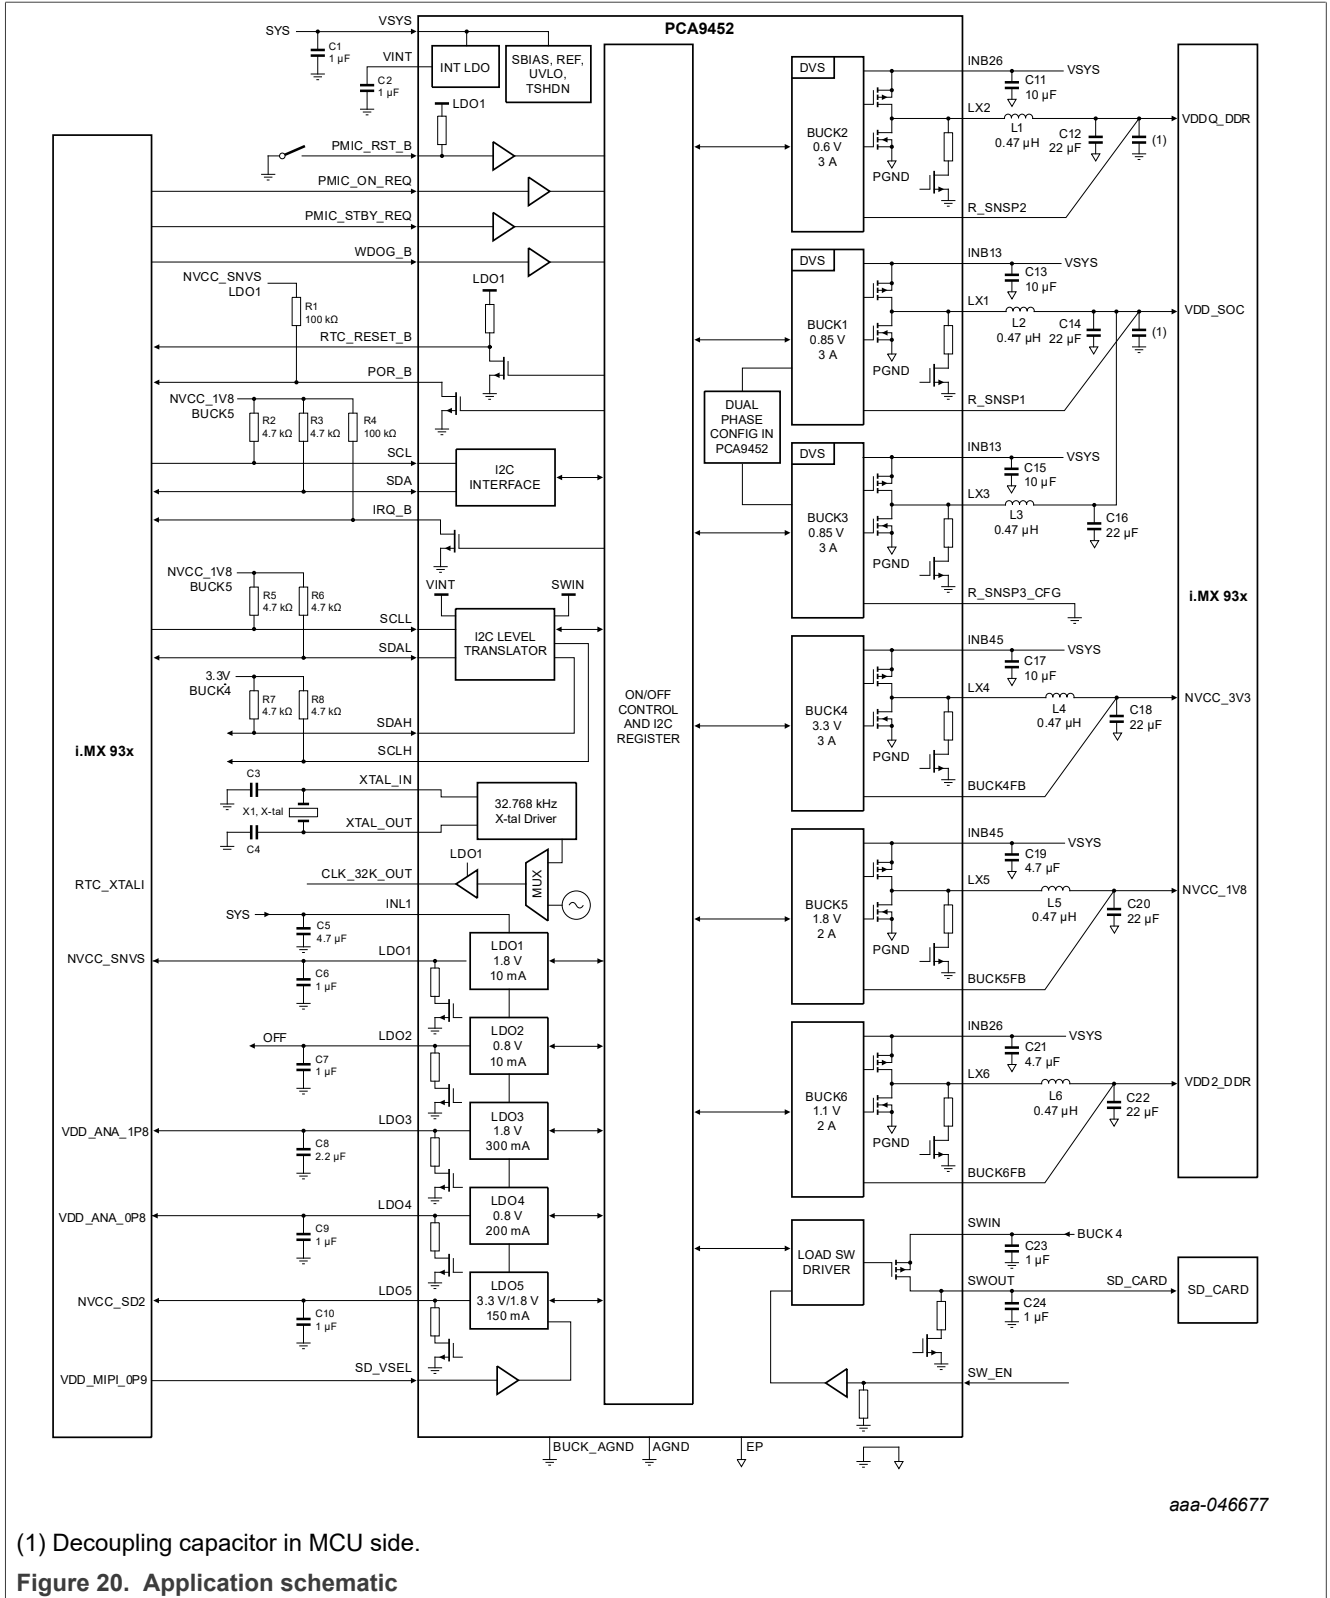 PCA9452
SYS
VSYS
C1
1 µF
VINT
C2
1 µF
INT LDO
SBIAS, REF,
UVLO,
TSHDN
LDO1
PMIC_RST_B
PMIC_ON_REQ
PMIC_STBY_REQ
WDOG_B
NVCC_SNVS
LDO1
R1
100 kΩ
LDO1
RTC_RESET_B
POR_B
NVCC_1V8
BUCK5
R2
4.7 kΩ
R3
4.7 kΩ
R4
100 kΩ
SCL
SDA
IRQ_B
I2C
INTERFACE
NVCC_1V8
BUCK5
R5
4.7 kΩ
R6
4.7 kΩ
VINT
SWIN
SCLL
SDAL
I2C LEVEL
TRANSLATOR
3.3V
BUCK4
R7
4.7 kΩ
R8
4.7 kΩ
SDAH
SCLH
i.MX 93x
C3
XTAL_IN
X1, X-tal
XTAL_OUT
C4
32.768 kHz
X-tal Driver
LDO1
CLK_32K_OUT
MUX
RTC_XTALI
SYS
INL1
C5
4.7 µF
NVCC_SNVS
LDO1
C6
1 µF
LDO1
1.8 V
10 mA
OFF
LDO2
C7
1 µF
LDO2
0.8 V
10 mA
VDD_ANA_1P8
LDO3
C8
2.2 µF
LDO3
1.8 V
300 mA
VDD_ANA_0P8
LDO4
C9
1 µF
LDO4
0.8 V
200 mA
NVCC_SD2
LDO5
C10
1 µF
LDO5
3.3 V/1.8 V
150 mA
VDD_MIPI_0P9
SD_VSEL
ON/OFF
CONTROL
AND I2C
REGISTER
DVS
BUCK2
0.6 V
3 A
INB26
VSYS
C11
10 µF
LX2
L1
0.47 µH
C12
22 µF
(1)
VDDQ_DDR
PGND
R_SNSP2
DVS
BUCK1
0.85 V
3 A
INB13
VSYS
C13
10 µF
LX1
L2
0.47 µH
C14
22 µF
(1)
VDD_SOC
PGND
R_SNSP1
DUAL
PHASE
CONFIG IN
PCA9452
DVS
BUCK3
0.85 V
3 A
INB13
VSYS
C15
10 µF
LX3
L3
0.47 µH
C16
22 µF
PGND
R_SNSP3_CFG
i.MX 93x
BUCK4
3.3 V
3 A
INB45
VSYS
C17
10 µF
LX4
L4
0.47 µH
C18
22 µF
NVCC_3V3
PGND
BUCK4FB
BUCK5
1.8 V
2 A
INB45
VSYS
C19
4.7 µF
LX5
L5
0.47 µH
C20
22 µF
NVCC_1V8
PGND
BUCK5FB
BUCK6
1.1 V
2 A
INB26
VSYS
C21
4.7 µF
LX6
L6
0.47 µH
C22
22 µF
VDD2_DDR
PGND
BUCK6FB
LOAD SW
DRIVER
SWIN
BUCK4
C23
1 µF
SWOUT
SD_CARD
C24
1 µF
SD_CARD
SW_EN
BUCK_AGND
AGND
EP
aaa-046677
(1) Decoupling capacitor in MCU side.
Figure 20. Application schematic